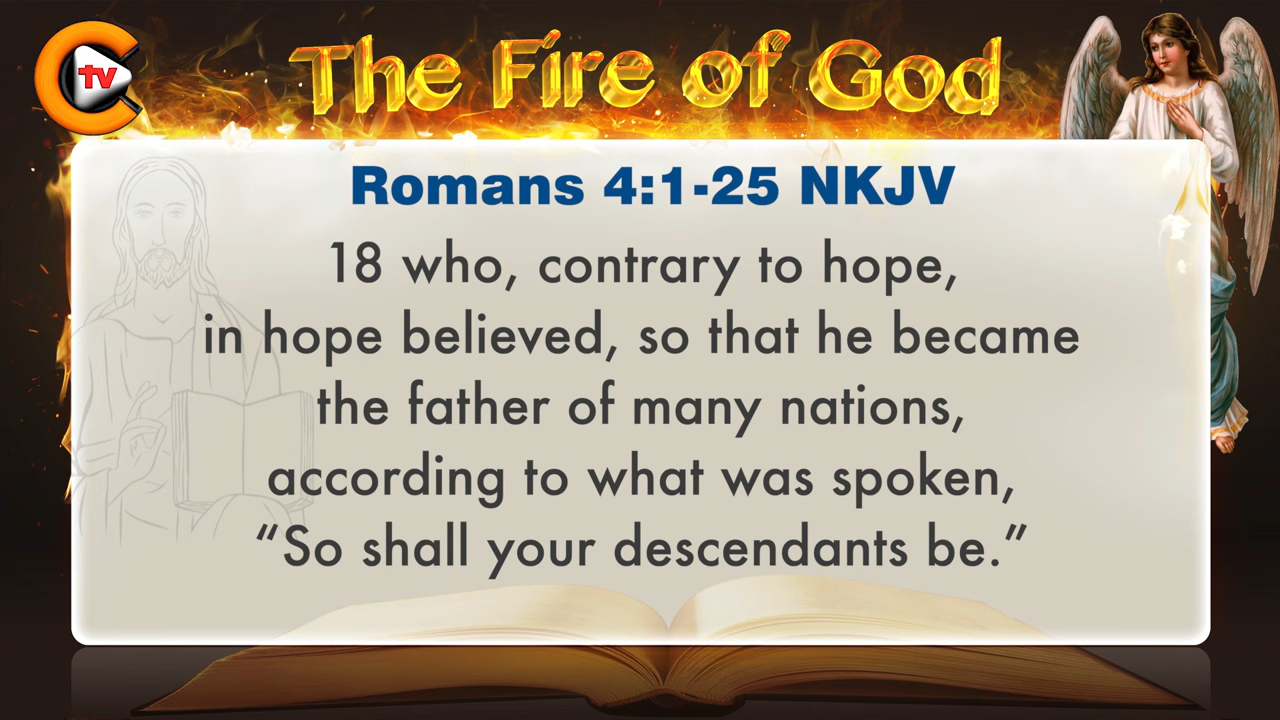 tv
The Fire of God
Romans 4:1-25 NKJV
18 who, contrary to hope,
in hope believed, so that he became
the father of many nations,
according to what was spoken,
“So shall your descendants be.”